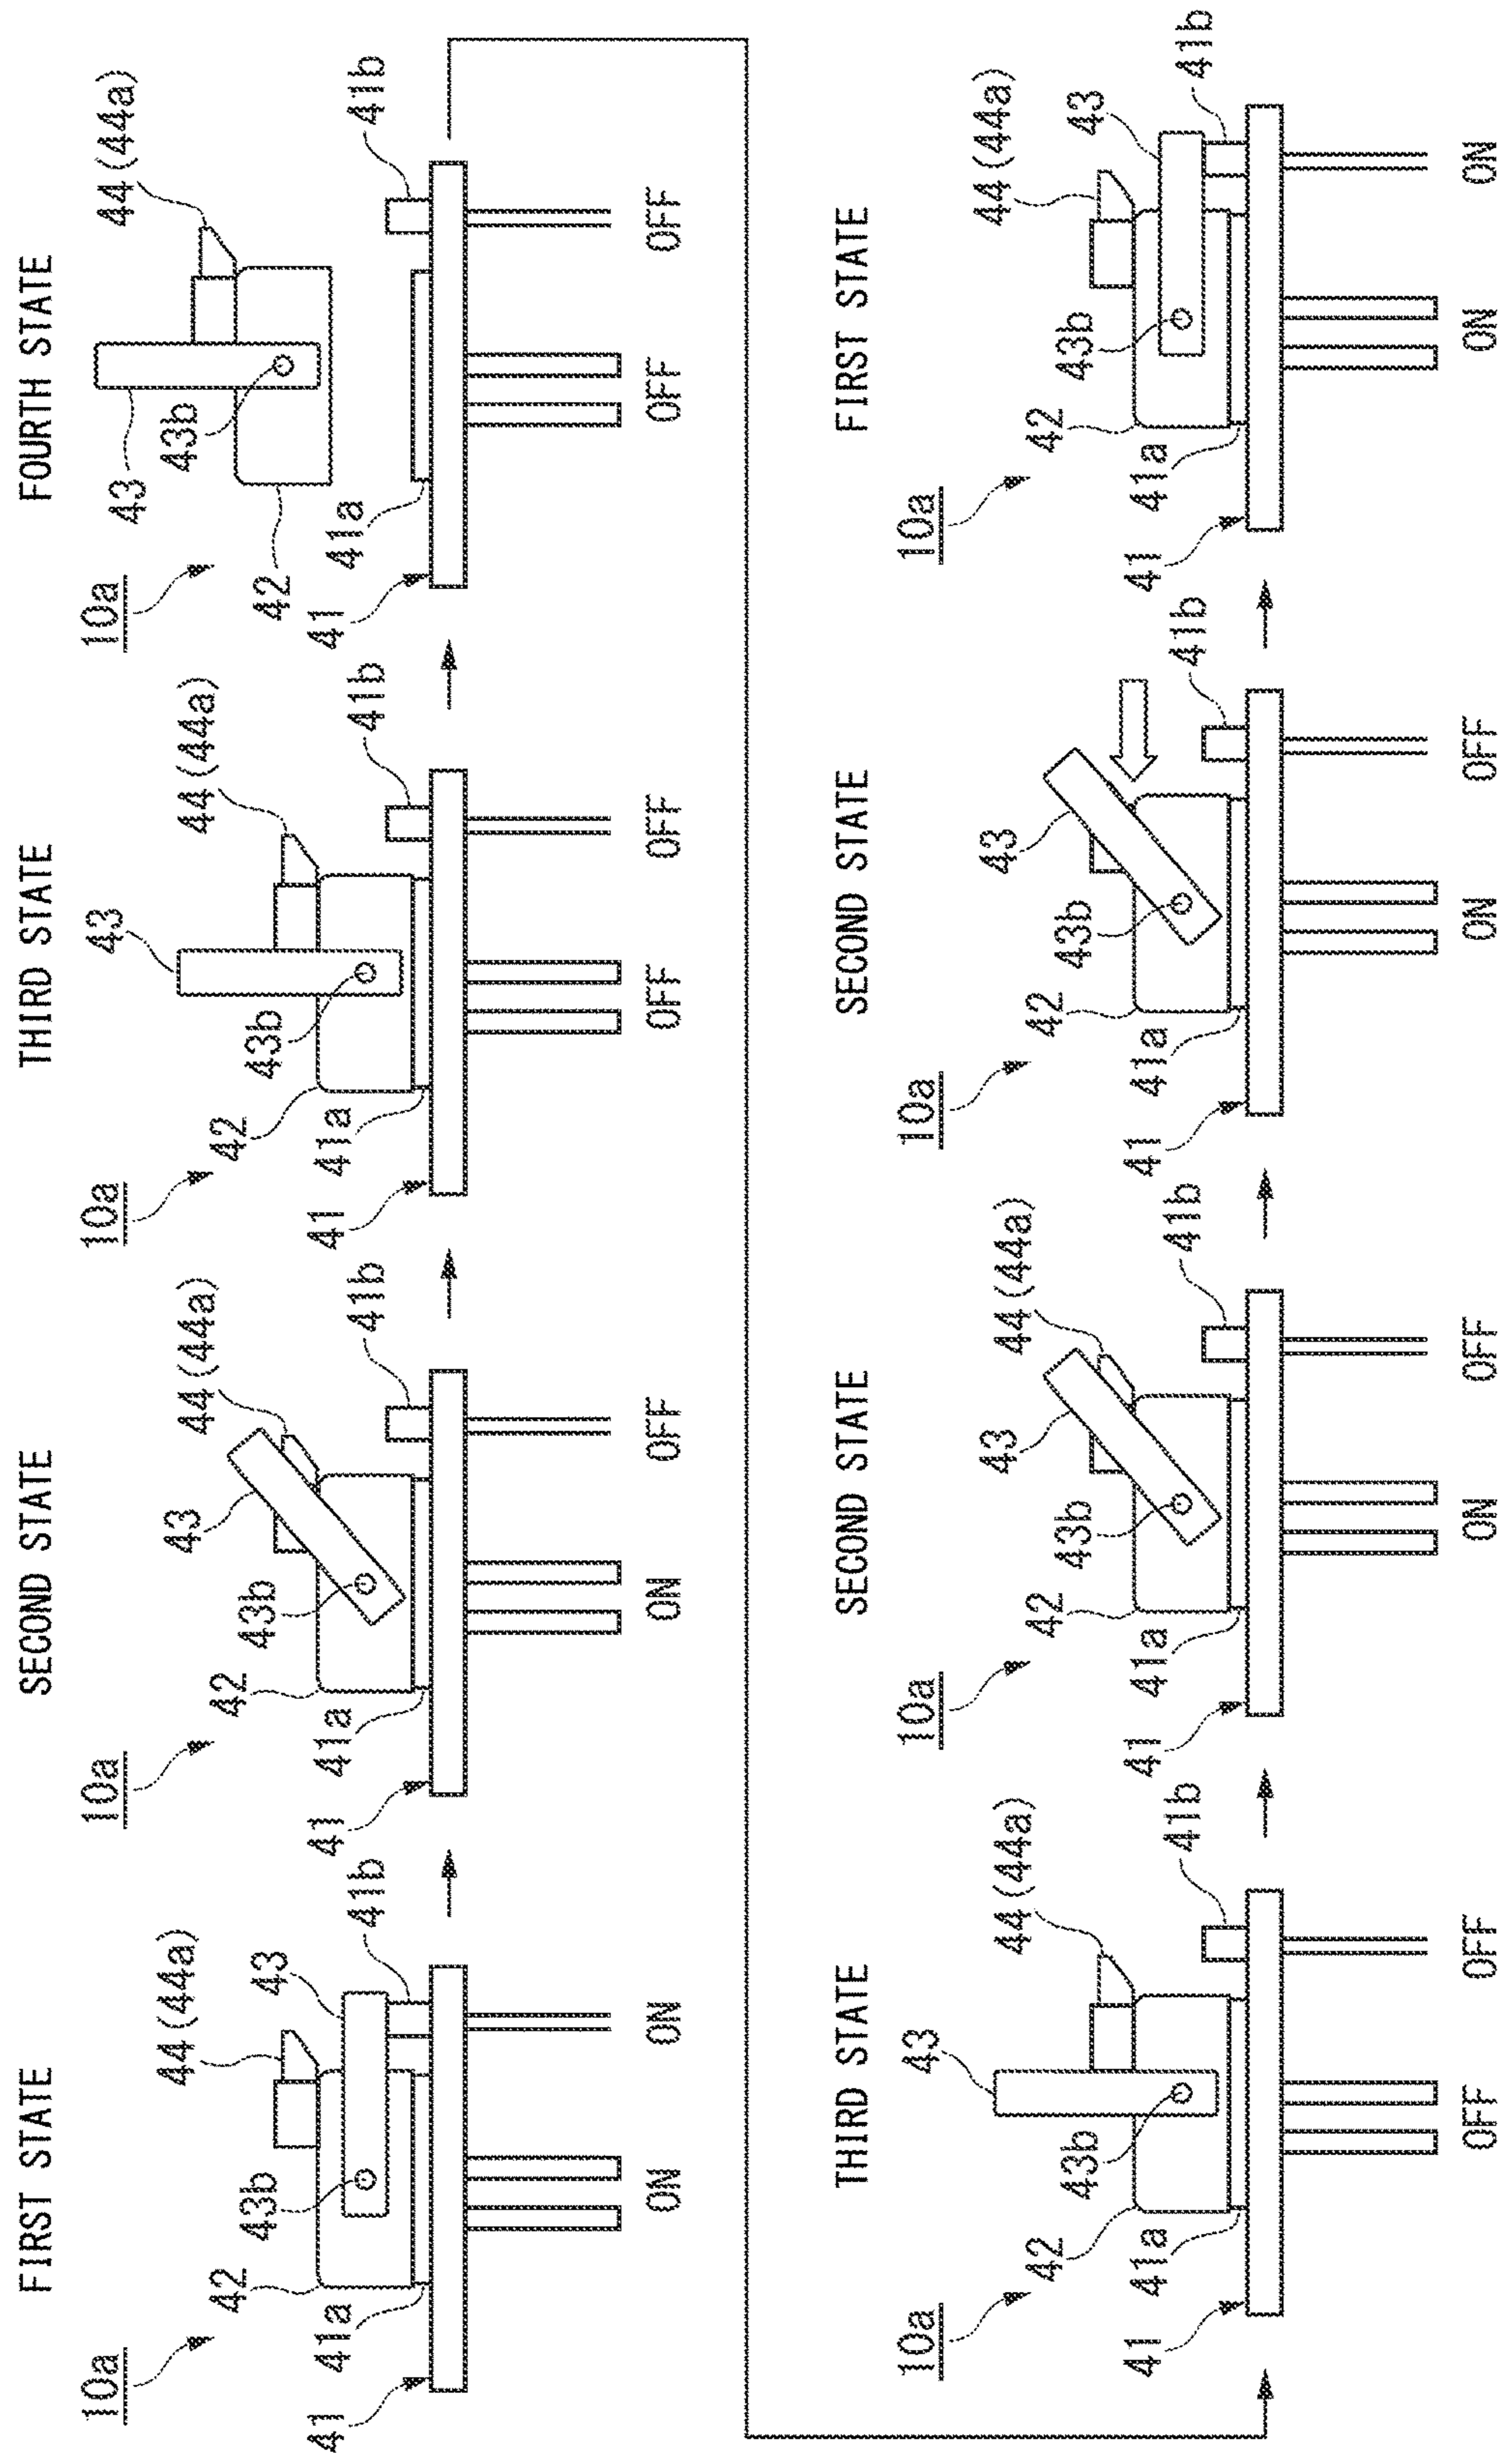 FIRST STATE
10a
44 (44a)
43
43b
42
41b
41a
41
ON
ON
SECOND STATE
10a
44 (44a)
43
43b
42
41b
41a
41
ON
OFF
THIRD STATE
10a
43
44 (44a)
43b
42
41b
41a
41
OFF
OFF
FOURTH STATE
10a
44 (44a)
43
43b
42
41b
41a
41
OFF
OFF
THIRD STATE
10a
43
44 (44a)
43b
42
41b
41a
41
OFF
OFF
SECOND STATE
10a
44 (44a)
43
43b
42
41b
41a
41
ON
OFF
SECOND STATE
10a
43
43b
42
41b
41a
41
ON
OFF
FIRST STATE
10a
44 (44a)
43
43b
42
41b
41a
41
ON
ON